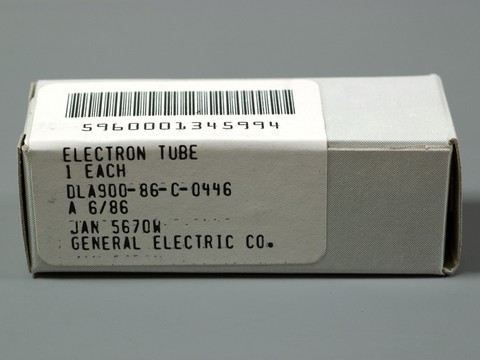 5960001345994
ELECTRON TUBE
1 EACH
DLA900-86-C-0446
A 6/86
JAN 5670W
GENERAL ELECTRIC CO.